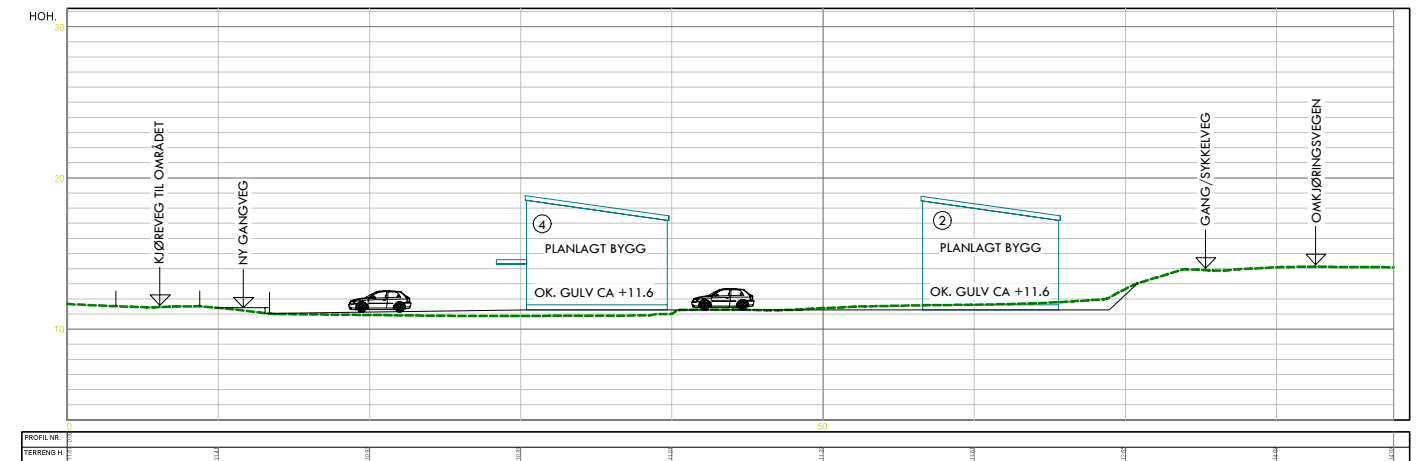 HOH.
30
20
10
KJØREVEG TIL OMRÅDET
NY GANGVEG
4
PLANLAGT BYGG
OK. GULV CA +11.6
2
PLANLAGT BYGG
OK. GULV CA +11.6
GANG/SYKKELVEG
OMKJØRINGSVEGEN
0
50
PROFIL NR.
TERRENG H.